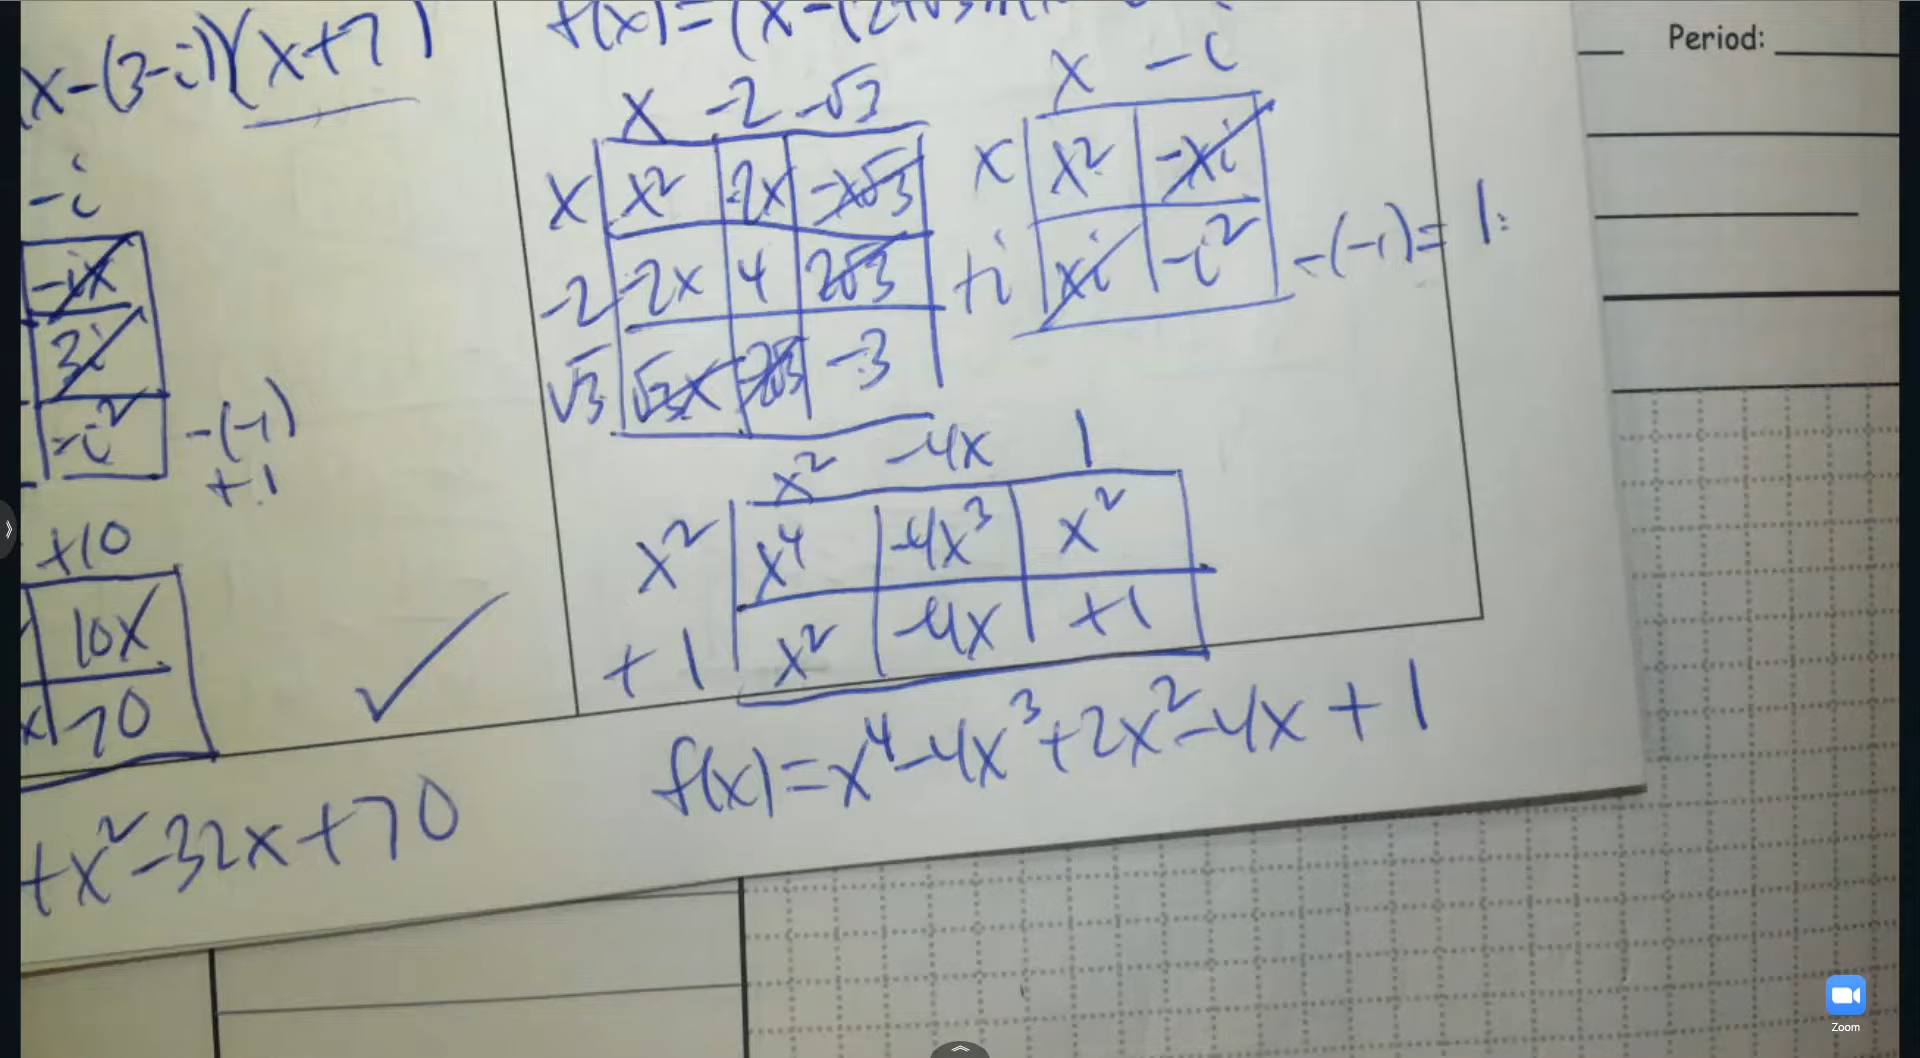 x-(3-i))(x+7)
-i
-ix
3i
-i² -(-1)
+1
+10
10x
70
+x²-32x+70
f(x)=(x-(2+√3
x -2 -√3
x x² -2x -x√3
-2 -2x 4 2√3
√3 √3x -2√3 -3
x -i
x x² -xi
+i xi -i² -(-1)=1
x² -4x 1
x² x⁴ -4x³ x²
+1 x² -4x +1
f(x)=x⁴-4x³+2x²-4x+1
Period:
Zoom